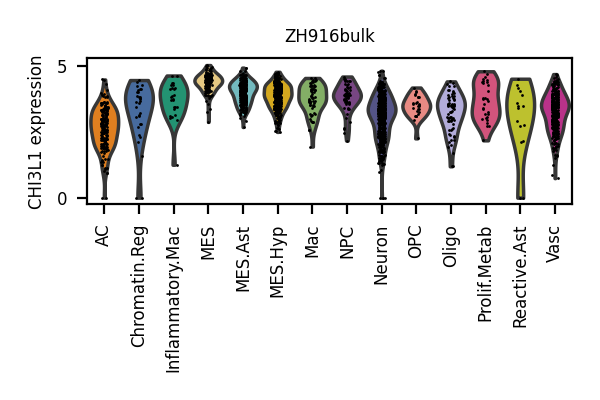 ZH916bulk
CHI3L1 expression
5
0
AC
Chromatin.Reg
Inflammatory.Mac
MES
MES.Ast
MES.Hyp
Mac
NPC
Neuron
OPC
Oligo
Prolif.Metab
Reactive.Ast
Vasc